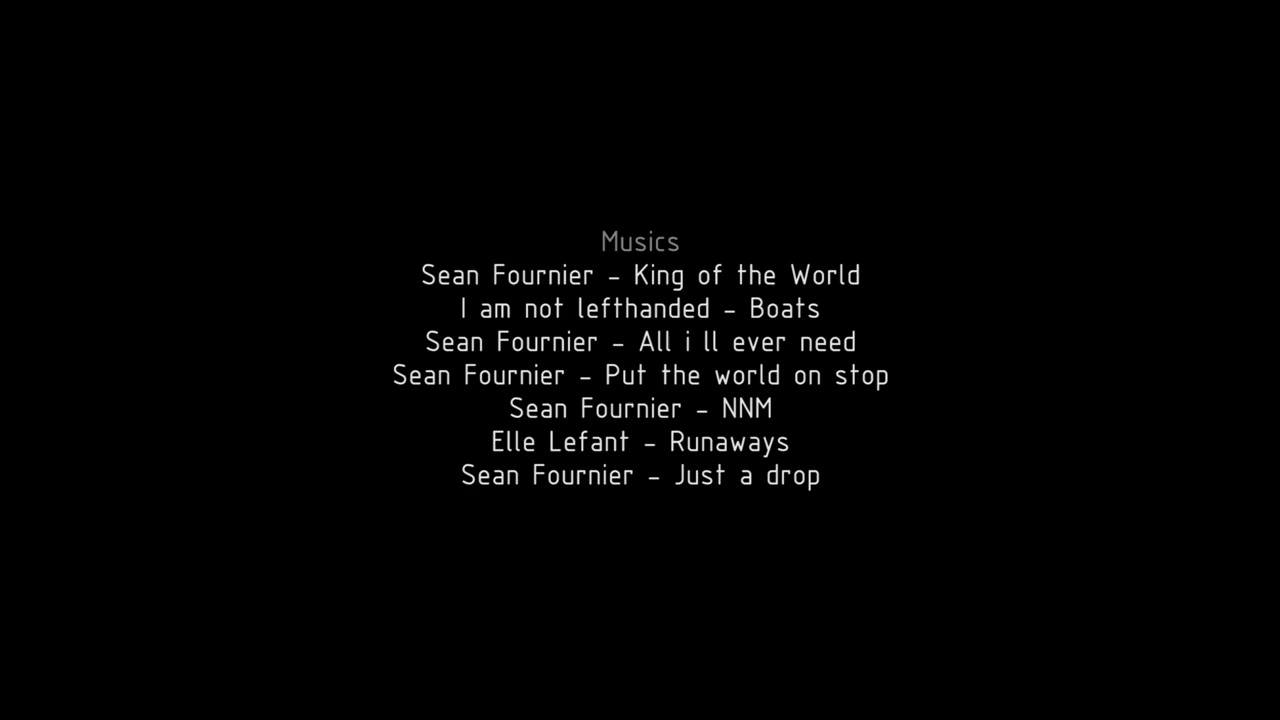 Musics
Sean Fournier - King of the World
I am not lefthanded - Boats
Sean Fournier - All i ll ever need
Sean Fournier - Put the world on stop
Sean Fournier - NNM
Elle Lefant - Runaways
Sean Fournier - Just a drop